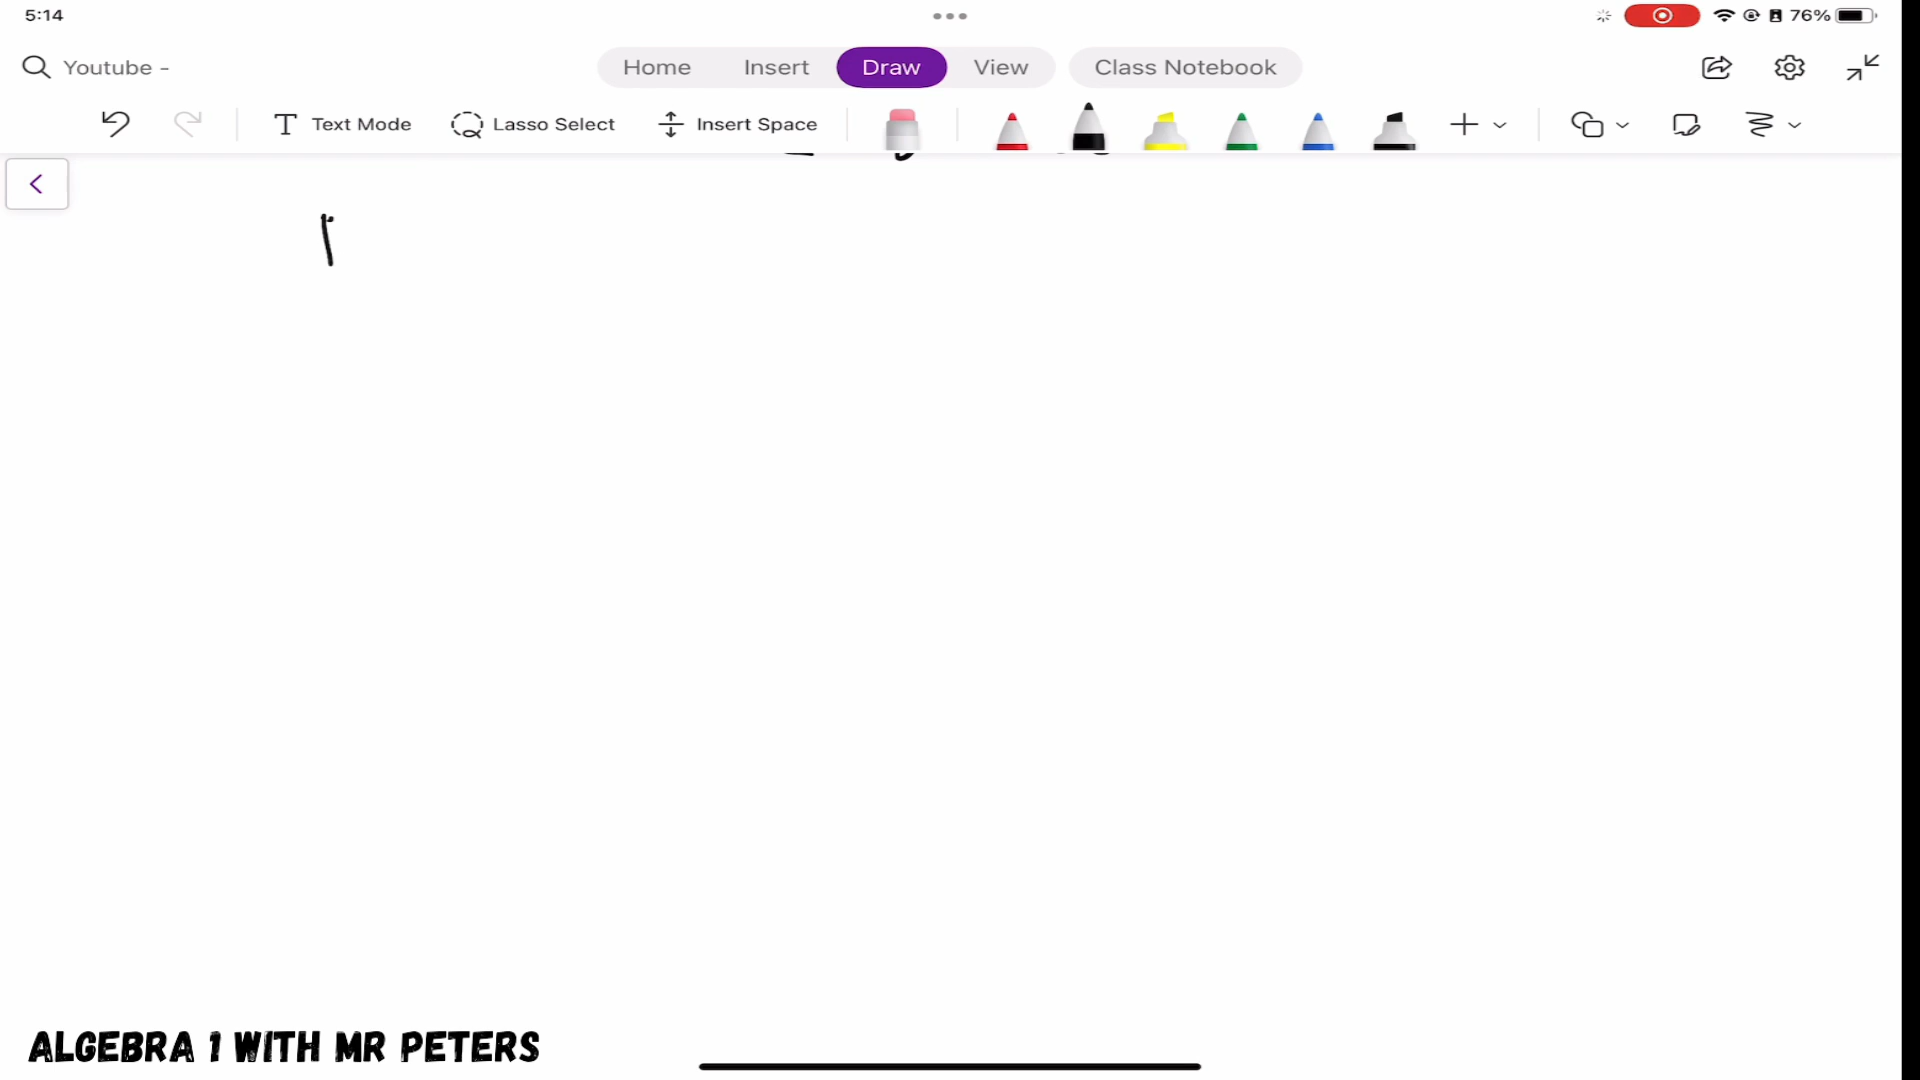 5:14
76%
Youtube -
Home Insert Draw View Class Notebook
Text Mode Lasso Select Insert Space
ALGEBRA 1 WITH MR PETERS